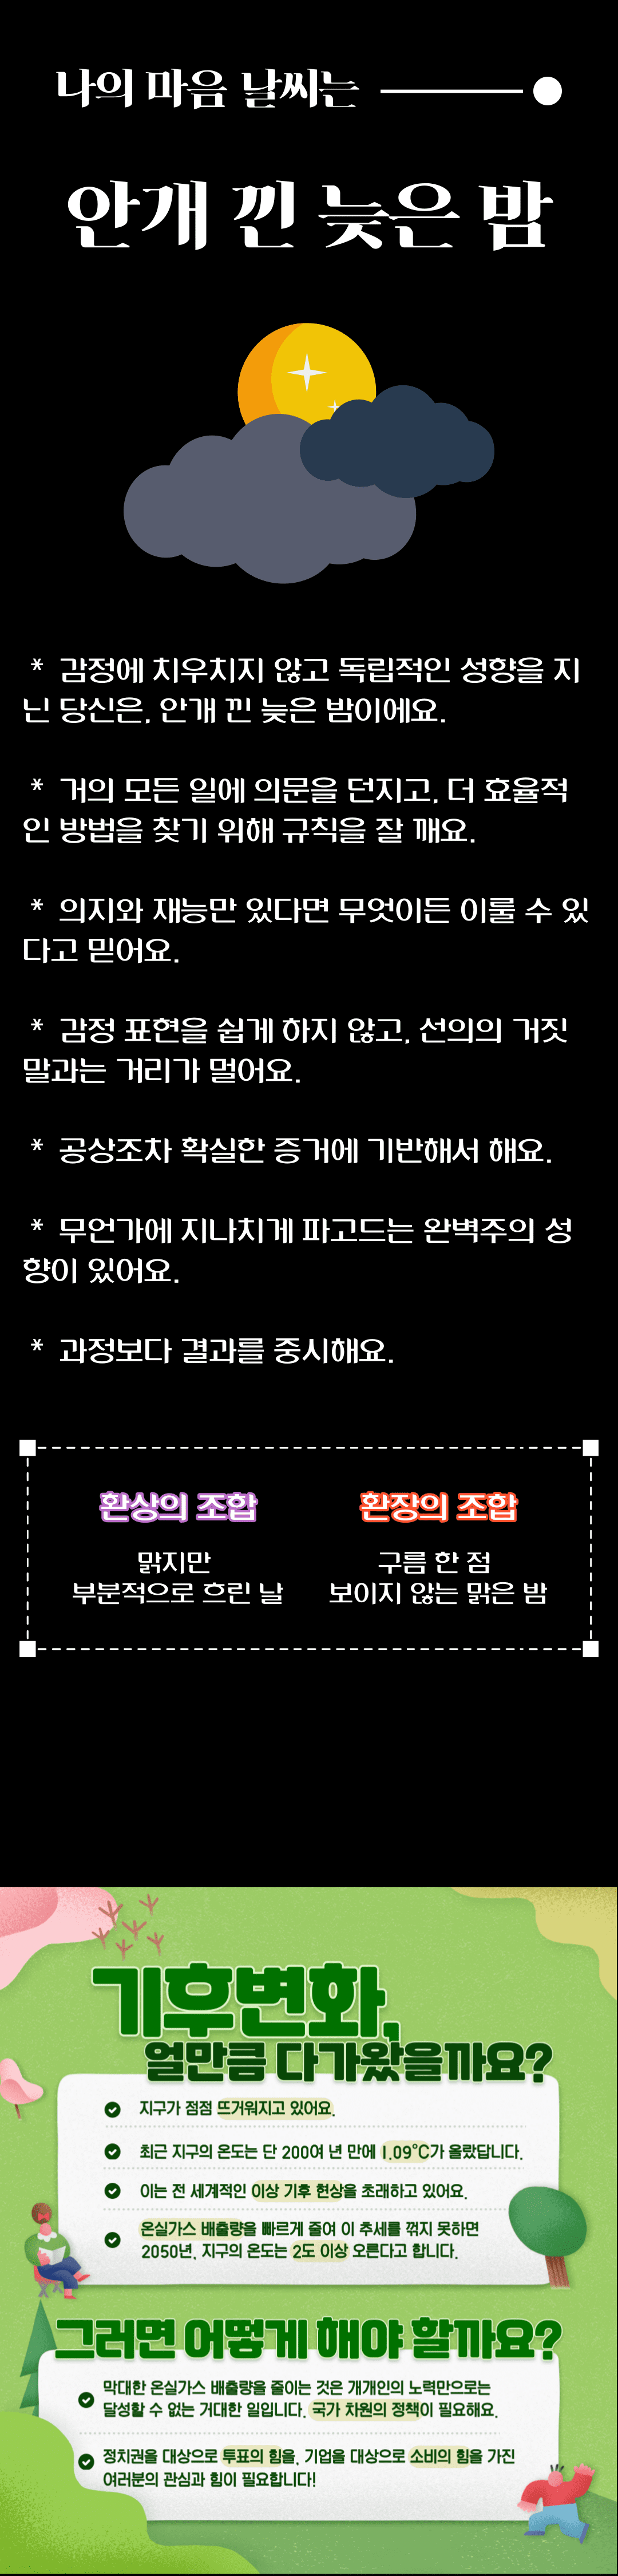 나의 마음 날씨는
안개 낀 늦은 밤
* 감정에 치우치지 않고 독립적인 성향을 지
닌 당신은, 안개 낀 늦은 밤이에요.
* 거의 모든 일에 의문을 던지고, 더 효율적
인 방법을 찾기 위해 규칙을 잘 깨요.
* 의지와 재능만 있다면 무엇이든 이룰 수 있
다고 믿어요.
* 감정 표현을 쉽게 하지 않고, 선의의 거짓
말과는 거리가 멀어요.
* 공상조차 확실한 증거에 기반해서 해요.
* 무언가에 지나치게 파고드는 완벽주의 성
향이 있어요.
* 과정보다 결과를 중시해요.
환상의 조합
맑지만
부분적으로 흐린 날
환장의 조합
구름 한 점
보이지 않는 맑은 밤
기후변화,
얼만큼 다가왔을까요?
지구가 점점 뜨거워지고 있어요.
최근 지구의 온도는 단 200여 년 만에 1.09°C가 올랐답니다.
이는 전 세계적인 이상 기후 현상을 초래하고 있어요.
온실가스 배출량을 빠르게 줄여 이 추세를 꺾지 못하면
2050년, 지구의 온도는 2도 이상 오른다고 합니다.
그러면 어떻게 해야 할까요?
막대한 온실가스 배출량을 줄이는 것은 개개인의 노력만으로는
달성할 수 없는 거대한 일입니다. 국가 차원의 정책이 필요해요.
정치권을 대상으로 투표의 힘을, 기업을 대상으로 소비의 힘을 가진
여러분의 관심과 힘이 필요합니다!